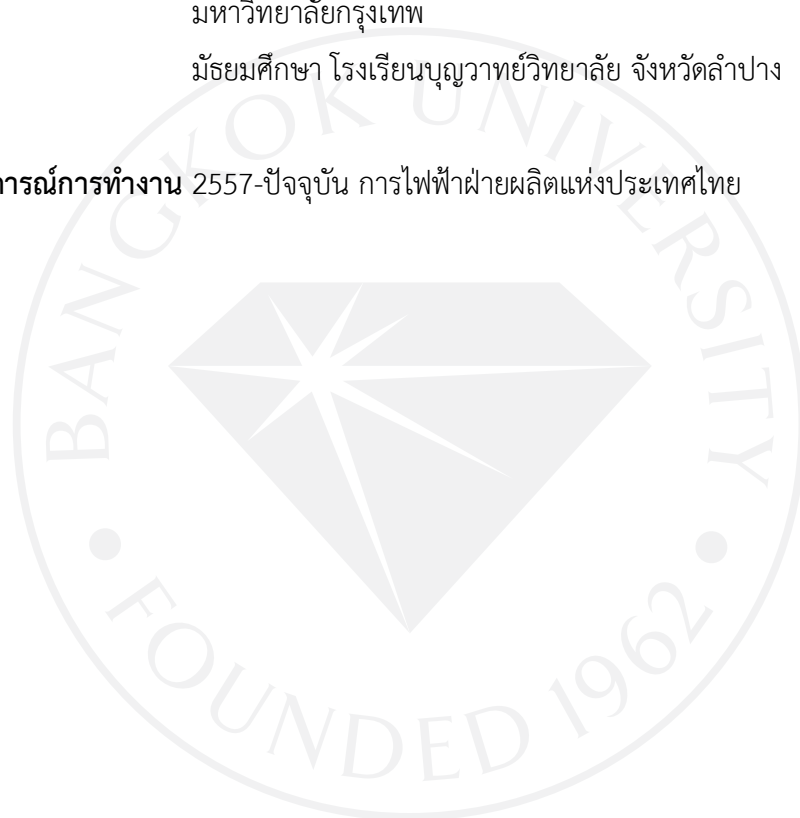 มหาวิทยาลัยกรุงเทพ
มัธยมศึกษา โรงเรียนบุญวาทย์วิทยาลัย จังหวัดลำปาง
การณ์การทำงาน 2557-ปัจจุบัน การไฟฟ้าฝ่ายผลิตแห่งประเทศไทย
BANGKOK UNIVERSITY
FOUNDED 1962